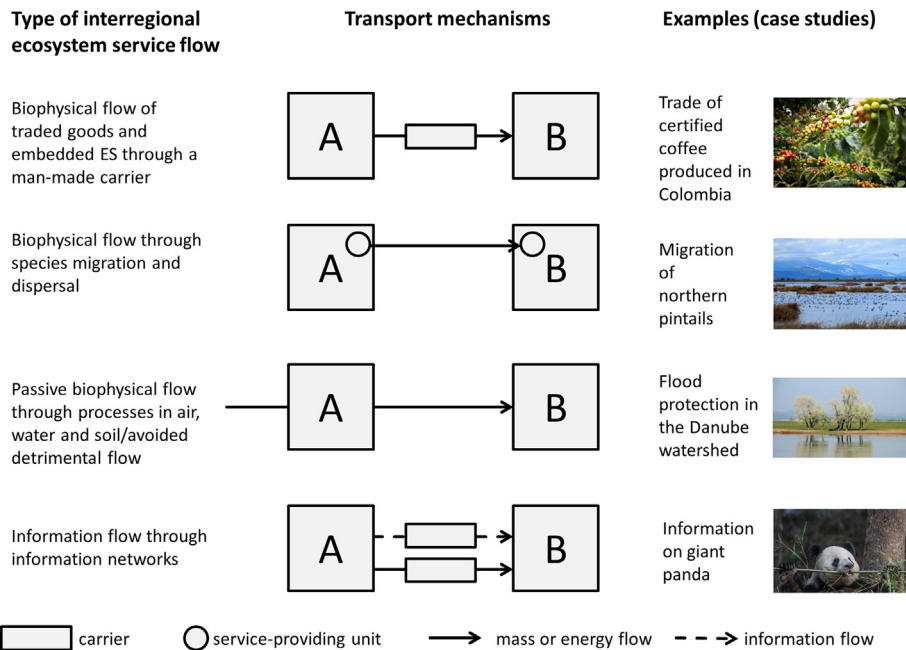 Type of interregional
ecosystem service flow
Transport mechanisms
Examples (case studies)
Biophysical flow of
traded goods and
embedded ES through a
man-made carrier
A
B
Trade of
certified
coffee
produced in
Colombia
Biophysical flow through
species migration and
dispersal
A
B
Migration
of
northern
pintails
Passive biophysical flow
through processes in air,
water and soil/avoided
detrimental flow
A
B
Flood
protection in
the Danube
watershed
Information flow through
information networks
A
B
Information
on giant
panda
carrier
service-providing unit
mass or energy flow
information flow